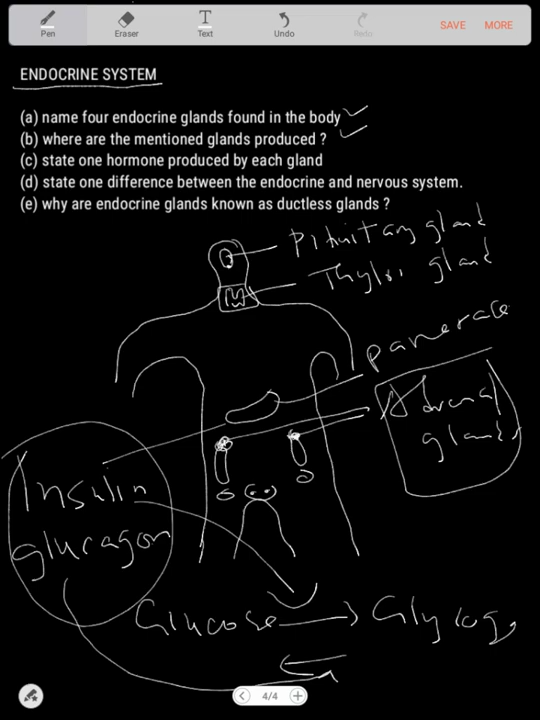 Pen Eraser Text Undo Redo SAVE MORE
ENDOCRINE SYSTEM
(a) name four endocrine glands found in the body
(b) where are the mentioned glands produced ?
(c) state one hormone produced by each gland
(d) state one difference between the endocrine and nervous system.
(e) why are endocrine glands known as ductless glands ?
Pituitary gland
gland
Adrenal
glands
Insulin
glucagon
Glucose
4/4